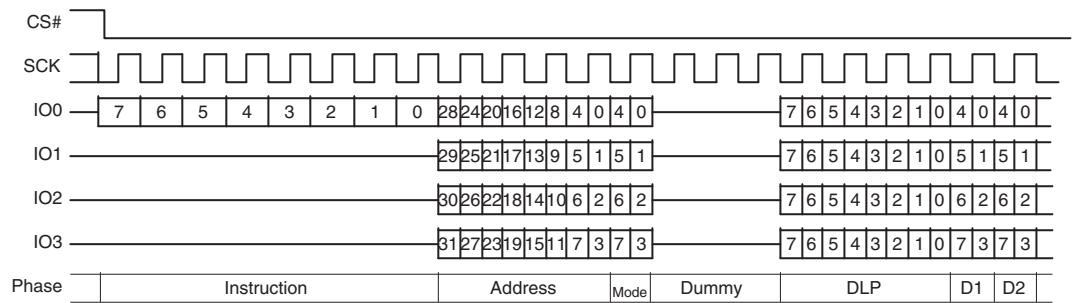 CS#
SCK
IO0 7 6 5 4 3 2 1 0 28 24 20 16 12 8 4 0 4 0 7 6 5 4 3 2 1 0 4 0 4 0
IO1 29 25 21 17 13 9 5 1 5 1 7 6 5 4 3 2 1 0 5 1 5 1
IO2 30 26 22 18 14 10 6 2 6 2 7 6 5 4 3 2 1 0 6 2 6 2
IO3 31 27 23 19 15 11 7 3 7 3 7 6 5 4 3 2 1 0 7 3 7 3
Phase Instruction Address Mode Dummy DLP D1 D2